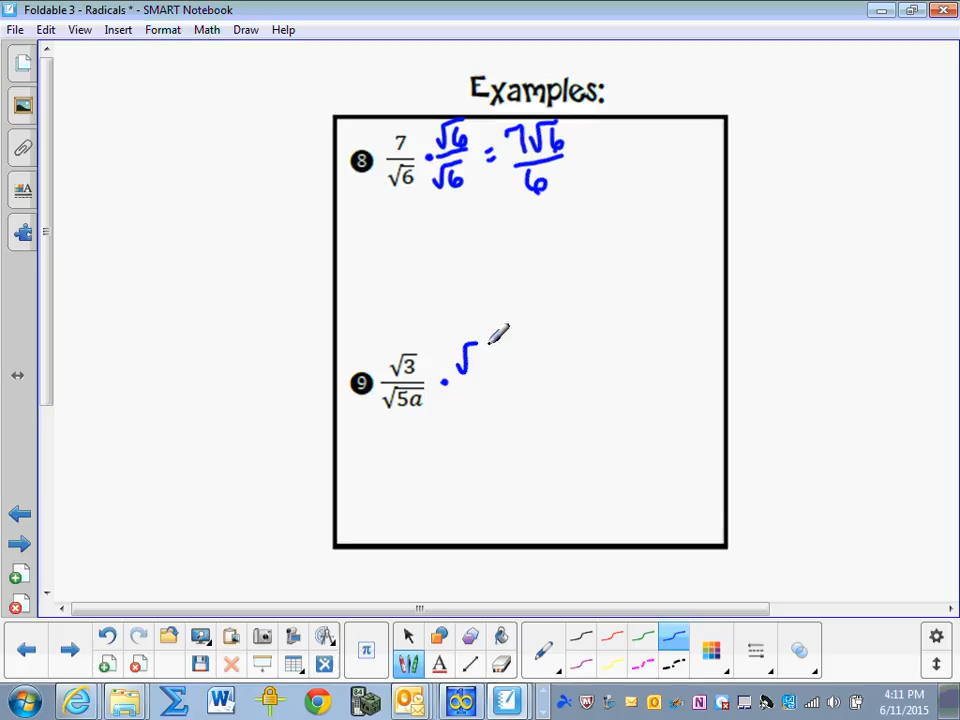 Foldable 3 - Radicals * - SMART Notebook
File Edit View Insert Format Math Draw Help
Examples:
8 7/√6 · √6/√6 = 7√6/6
9 √3/√5a · √
π
A
4:11 PM
6/11/2015